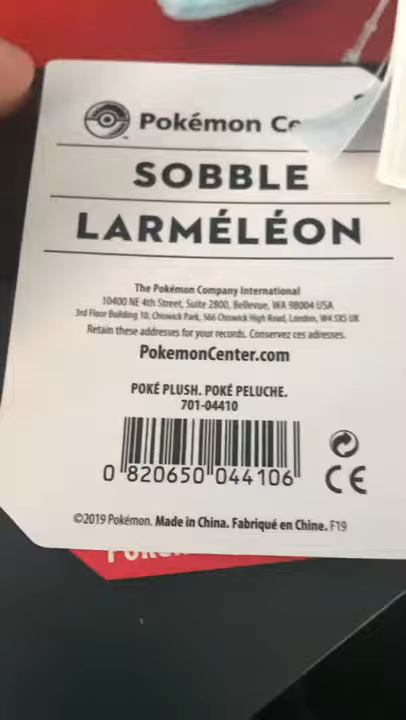 Pokémon Ce
SOBBLE
LARMÉLÉON
The Pokémon Company International
10400 NE 4th Street, Suite 2800, Bellevue, WA 98004 USA
3rd Floor Building 10, Chiswick Park, 566 Chiswick High Road, London, W4 5XS UK
Retain these addresses for your records. Conservez ces adresses.
PokemonCenter.com
POKÉ PLUSH. POKÉ PELUCHE.
701-04410
0 820650 044106
CE
©2019 Pokémon. Made in China. Fabriqué en Chine. F19